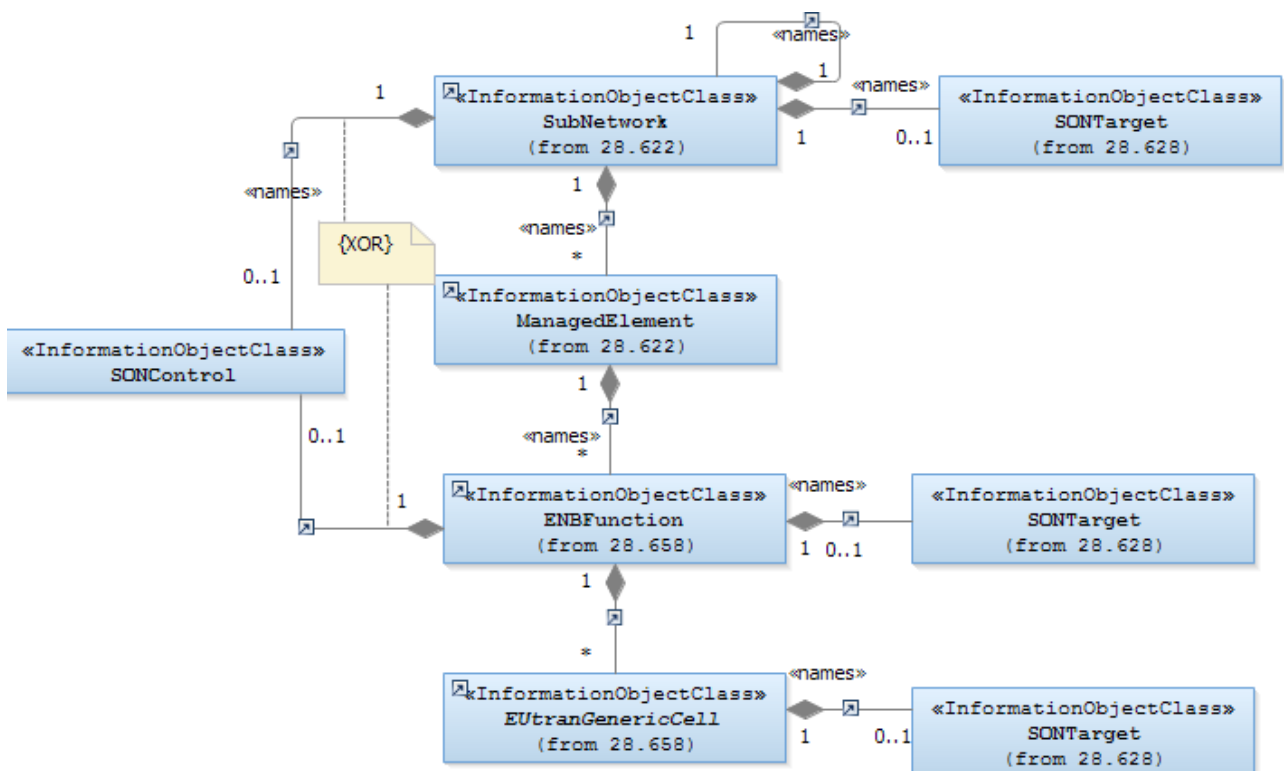 1
«names»
1
«InformationObjectClass»
SubNetwork
(from 28.622)
1
«names»
1
0..1
«InformationObjectClass»
SONTarget
(from 28.628)
«names»
0..1
{XOR}
1
«names»
*
«InformationObjectClass»
ManagedElement
(from 28.622)
«InformationObjectClass»
SONControl
1
«names»
*
0..1
1
«InformationObjectClass»
ENBFunction
(from 28.658)
«names»
1 0..1
«InformationObjectClass»
SONTarget
(from 28.628)
1
*
«InformationObjectClass»
EUtranGenericCell
(from 28.658)
«names»
1
0..1
«InformationObjectClass»
SONTarget
(from 28.628)